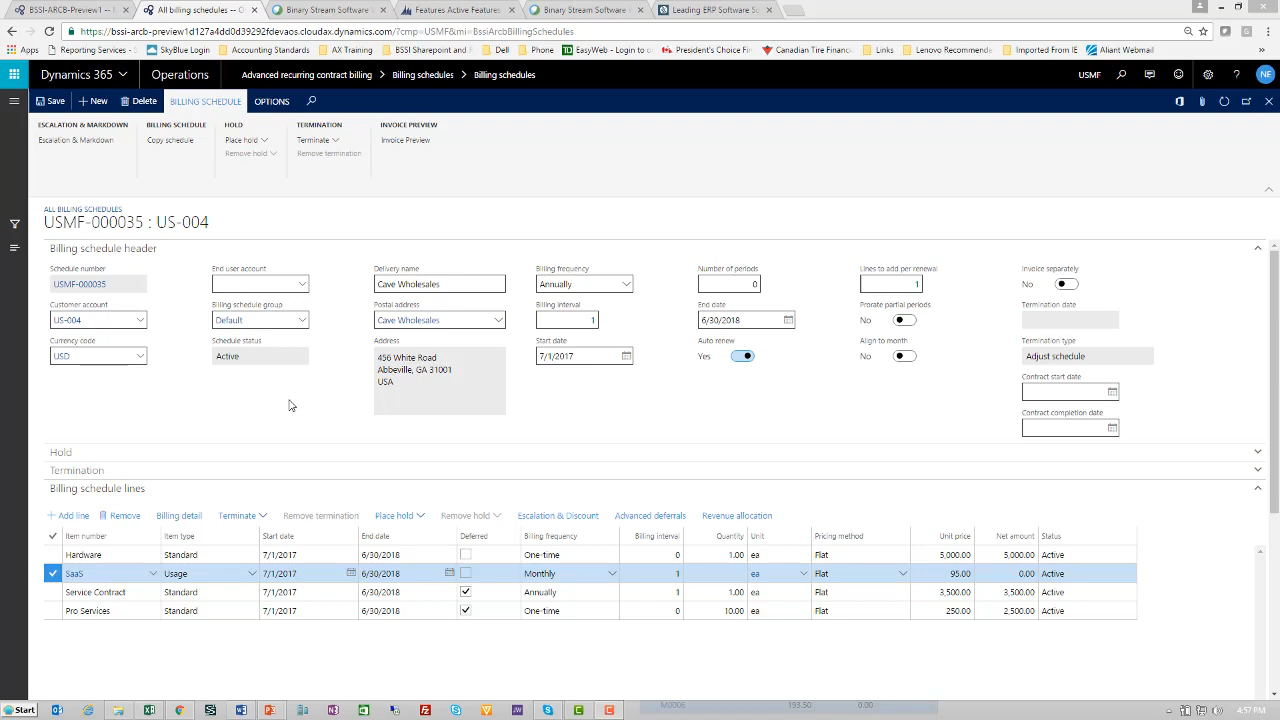 BSSI-ARCB-Preview1 -- I
All billing schedules -- O
Binary Stream Software
Features Active Features
Binary Stream Software
Leading ERP Software
https://bssi-arcb-preview1d127a4dd0d39292fdevaos.cloudax.dynamics.com/?cmp=USMF&mi=BssiArcbBillingSchedules
Apps
Reporting Services -
SkyBlue Login
Accounting Standards
AX Training
BSSI Sharepoint and
Dell
Phone
EasyWeb - Login to o
President's Choice Fin
Canadian Tire Financ
Links
Lenovo Recommende
Imported From IE
Aliant Webmail
Dynamics 365
Operations
Advanced recurring contract billing > Billing schedules > Billing schedules
USMF
NE
Save
New
Delete
BILLING SCHEDULE
OPTIONS
ESCALATION & MARKDOWN
BILLING SCHEDULE
HOLD
TERMINATION
INVOICE PREVIEW
Escalation & Markdown
Copy schedule
Place hold
Terminate
Invoice Preview
Remove hold
Remove termination
ALL BILLING SCHEDULES
USMF-000035 : US-004
Billing schedule header
Schedule number
End user account
Delivery name
Billing frequency
Number of periods
Lines to add per renewal
Invoice separately
USMF-000035
Cave Wholesales
Annually
0
1
No
Customer account
Billing schedule group
Postal address
Billing interval
End date
Prorate partial periods
Termination date
US-004
Default
Cave Wholesales
1
6/30/2018
No
Currency code
Schedule status
Address
Start date
Auto renew
Align to month
Termination type
USD
Active
456 White Road
Abbeville, GA 31001
USA
7/1/2017
Yes
No
Adjust schedule
Contract start date
Contract completion date
Hold
Termination
Billing schedule lines
+ Add line
Remove
Billing detail
Terminate
Remove termination
Place hold
Remove hold
Escalation & Discount
Advanced deferrals
Revenue allocation
Item number Item type Start date End date Deferred Billing frequency Billing interval Quantity Unit Pricing method Unit price Net amount Status
Hardware Standard 7/1/2017 6/30/2018 One-time 0 1.00 ea Flat 5,000.00 5,000.00 Active
SaaS Usage 7/1/2017 6/30/2018 Monthly 1 ea Flat 95.00 0.00 Active
Service Contract Standard 7/1/2017 6/30/2018 Annually 1 1.00 ea Flat 3,500.00 3,500.00 Active
Pro Services Standard 7/1/2017 6/30/2018 One-time 0 10.00 ea Flat 250.00 2,500.00 Active
Start
M0006 193.50 0.00
4:57 PM